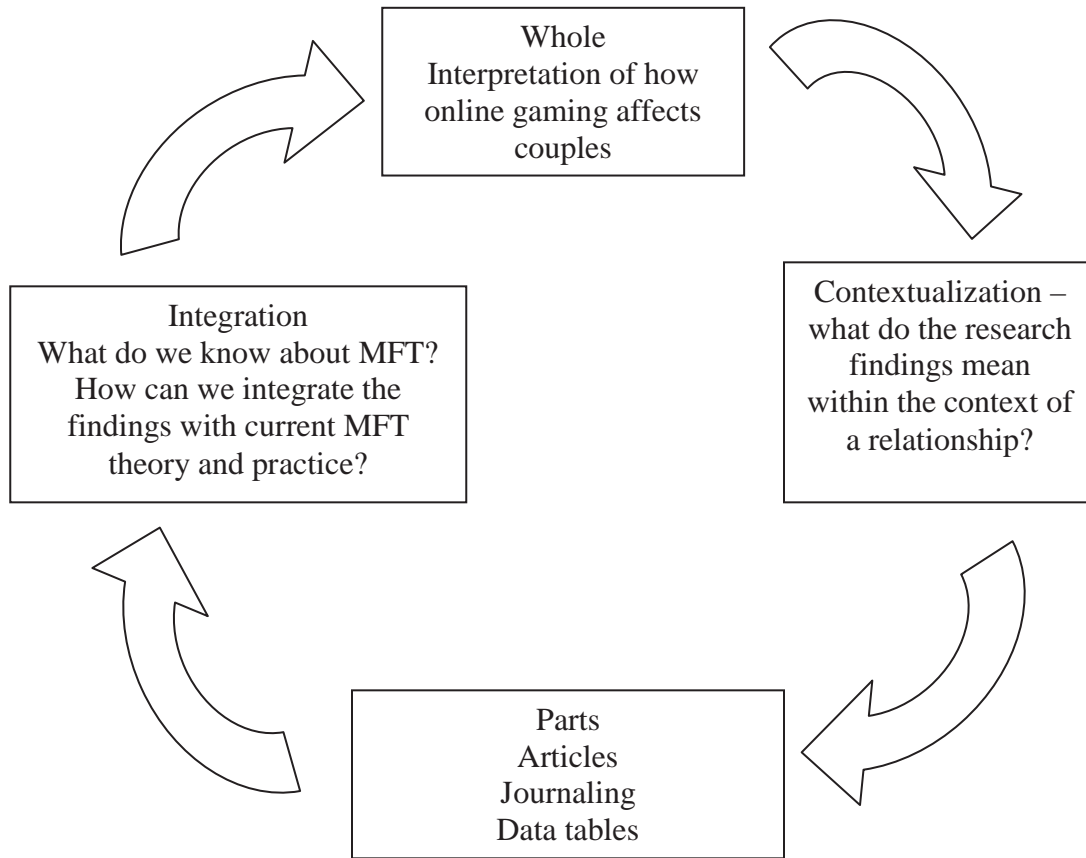 Whole
Interpretation of how
online gaming affects
couples
Contextualization –
what do the research
findings mean
within the context of
a relationship?
Parts
Articles
Journaling
Data tables
Integration
What do we know about MFT?
How can we integrate the
findings with current MFT
theory and practice?